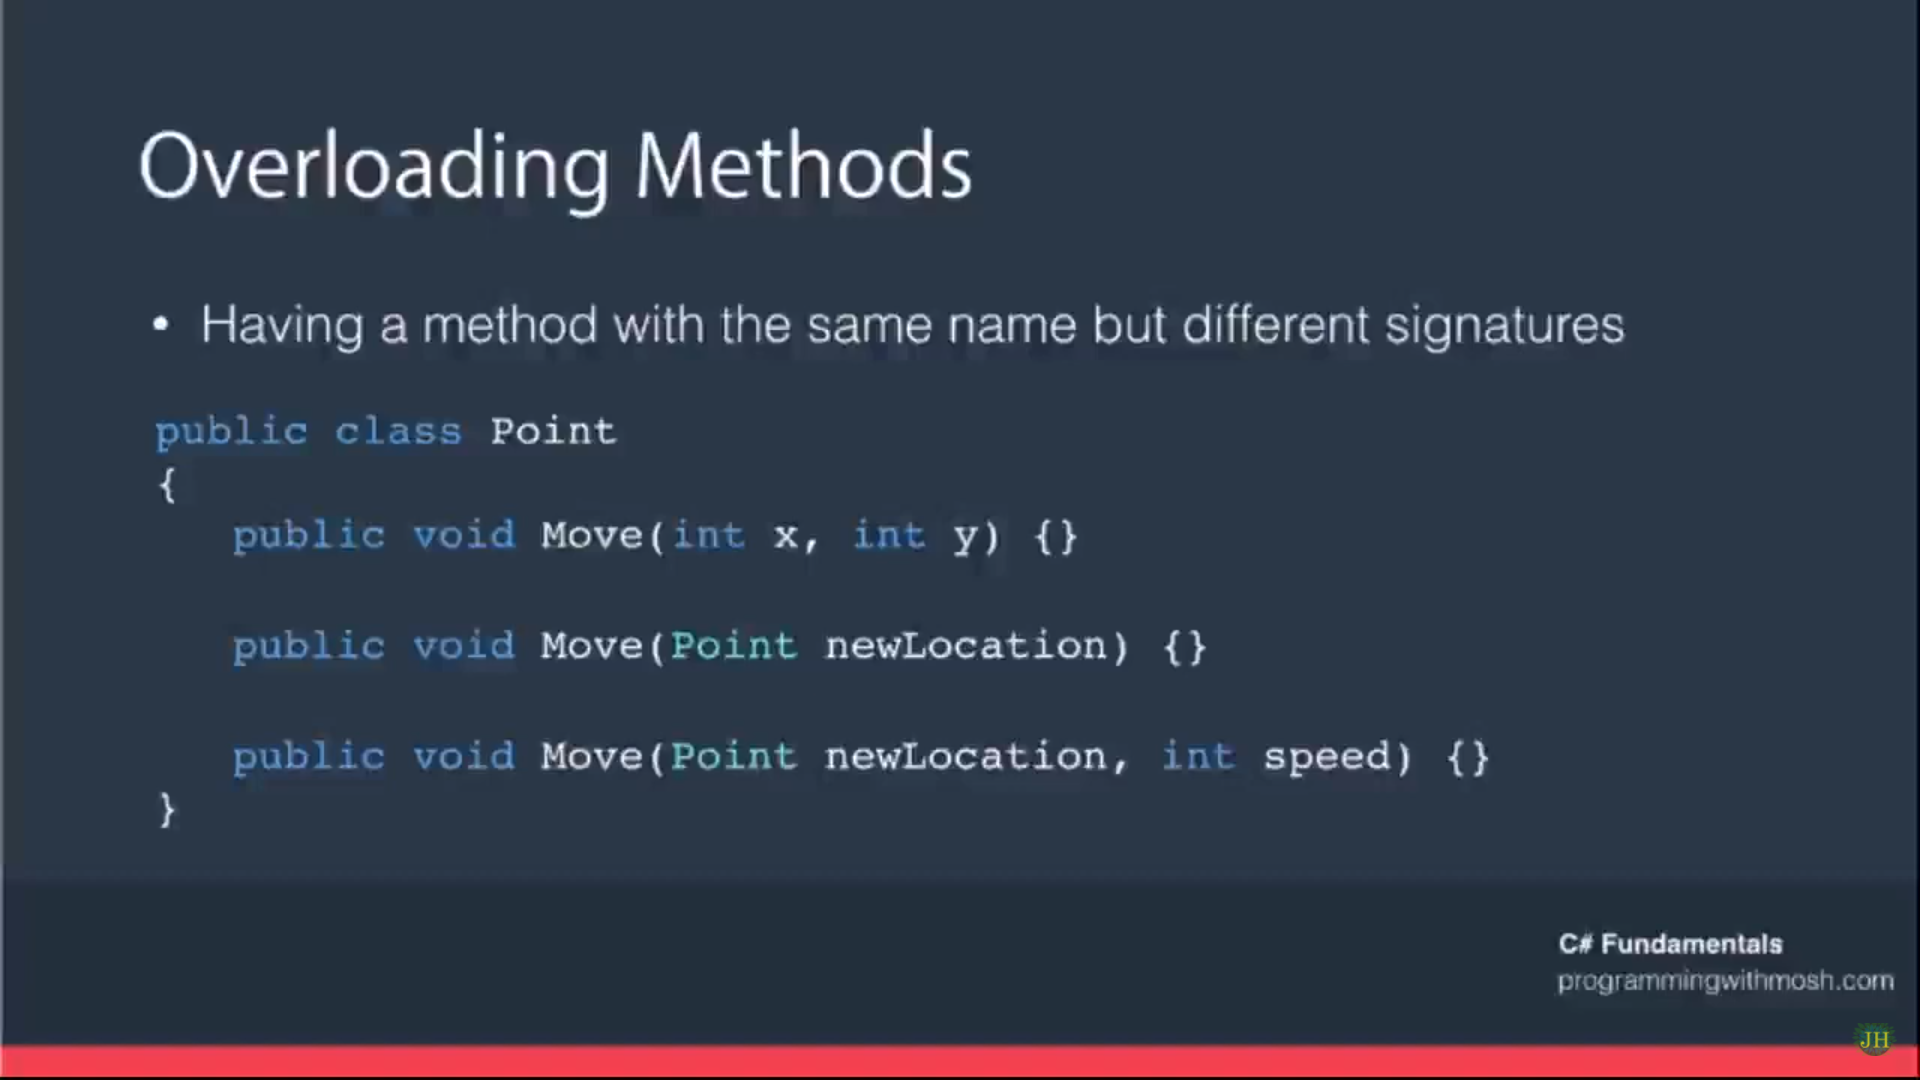 Overloading Methods
• Having a method with the same name but different signatures
public class Point
{
public void Move(int x, int y) {}
public void Move(Point newLocation) {}
public void Move(Point newLocation, int speed) {}
}
C# Fundamentals
programmingwithmosh.com
JH